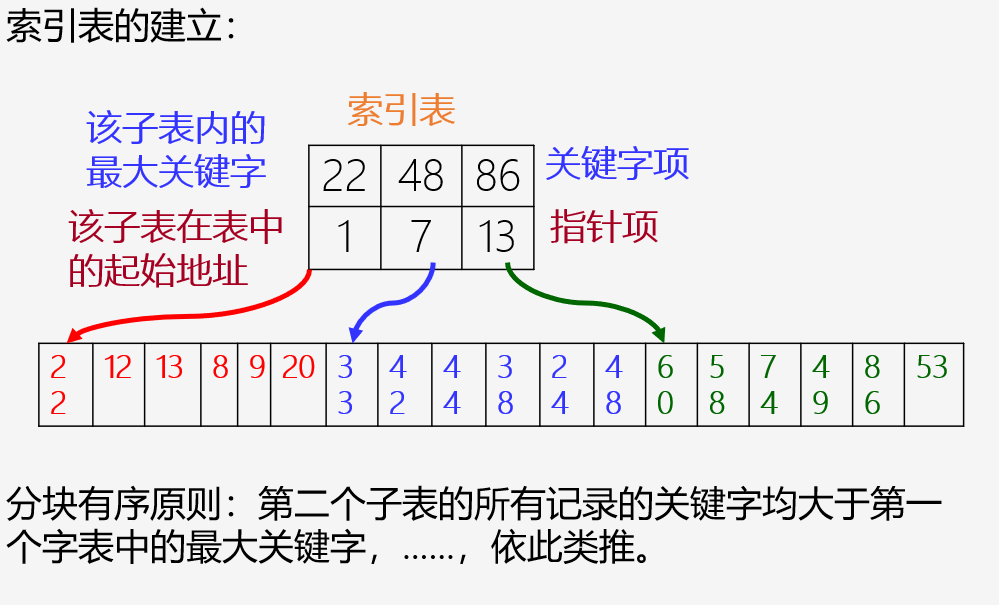 索引表的建立：
索引表
该子表内的
最大关键字
22 48 86
关键字项
该子表在表中
的起始地址
1 7 13
指针项
22 12 13 8 9 20 33 42 44 38 24 48 60 58 74 49 86 53
分块有序原则：第二个子表的所有记录的关键字均大于第一
个字表中的最大关键字，……，依此类推。